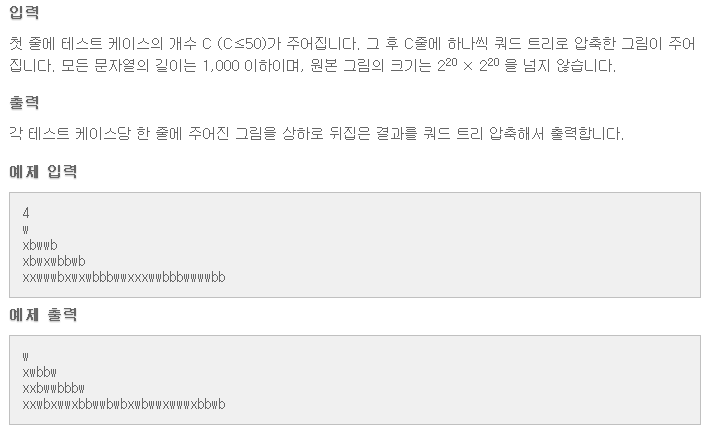 입력
첫 줄에 테스트 케이스의 개수 C (C≤50)가 주어집니다. 그 후 C줄에 하나씩 쿼드 트리로 압축한 그림이 주어
집니다. 모든 문자열의 길이는 1,000 이하이며, 원본 그림의 크기는 2²⁰ × 2²⁰ 을 넘지 않습니다.
출력
각 테스트 케이스당 한 줄에 주어진 그림을 상하로 뒤집은 결과를 쿼드 트리 압축해서 출력합니다.
예제 입력
4
w
xbwwb
xbwxwbbwb
xxwwwbxwxwbbbwwxxxwwbbbwwwwbb
예제 출력
w
xwbbw
xxbwwbbbw
xxwbxwwxbbwwbwbxwbwwxwwwxbbwb